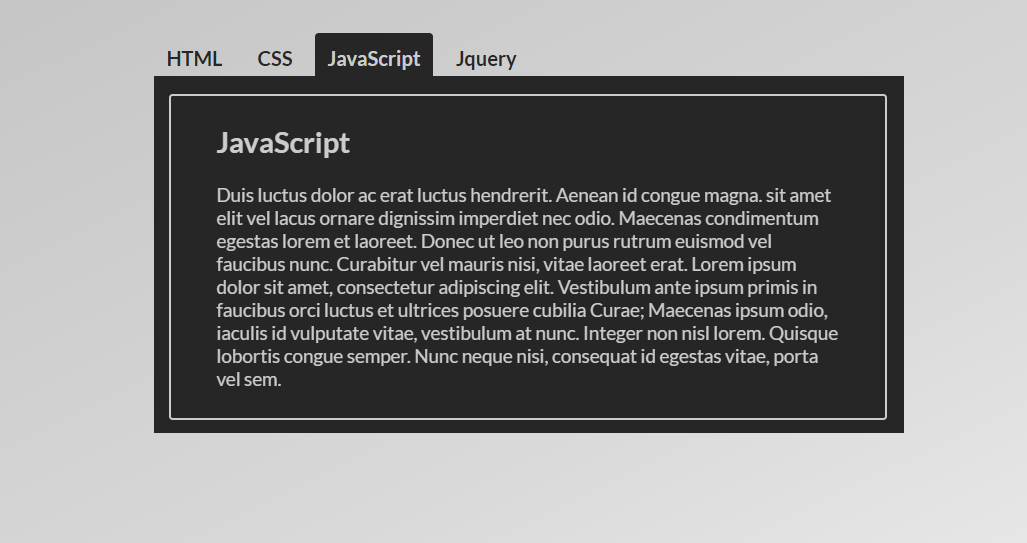 HTML CSS JavaScript Jquery
JavaScript
Duis luctus dolor ac erat luctus hendrerit. Aenean id congue magna. sit amet
elit vel lacus ornare dignissim imperdiet nec odio. Maecenas condimentum
egestas lorem et laoreet. Donec ut leo non purus rutrum euismod vel
faucibus nunc. Curabitur vel mauris nisi, vitae laoreet erat. Lorem ipsum
dolor sit amet, consectetur adipiscing elit. Vestibulum ante ipsum primis in
faucibus orci luctus et ultrices posuere cubilia Curae; Maecenas ipsum odio,
iaculis id vulputate vitae, vestibulum at nunc. Integer non nisl lorem. Quisque
lobortis congue semper. Nunc neque nisi, consequat id egestas vitae, porta
vel sem.